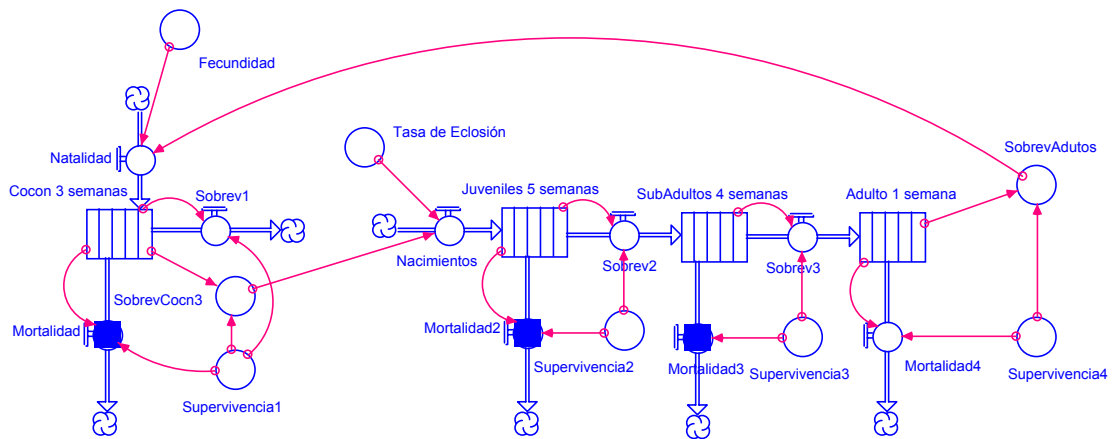 Fecundidad
Tasa de Eclosión
Natalidad
SobrevAdutos
Cocon 3 semanas
Sobrev1
Juveniles 5 semanas
SubAdultos 4 semanas
Adulto 1 semana
Nacimientos
Sobrev2
Sobrev3
SobrevCocn3
Mortalidad
Mortalidad2
Supervivencia2
Mortalidad3
Supervivencia3
Mortalidad4
Supervivencia4
Supervivencia1